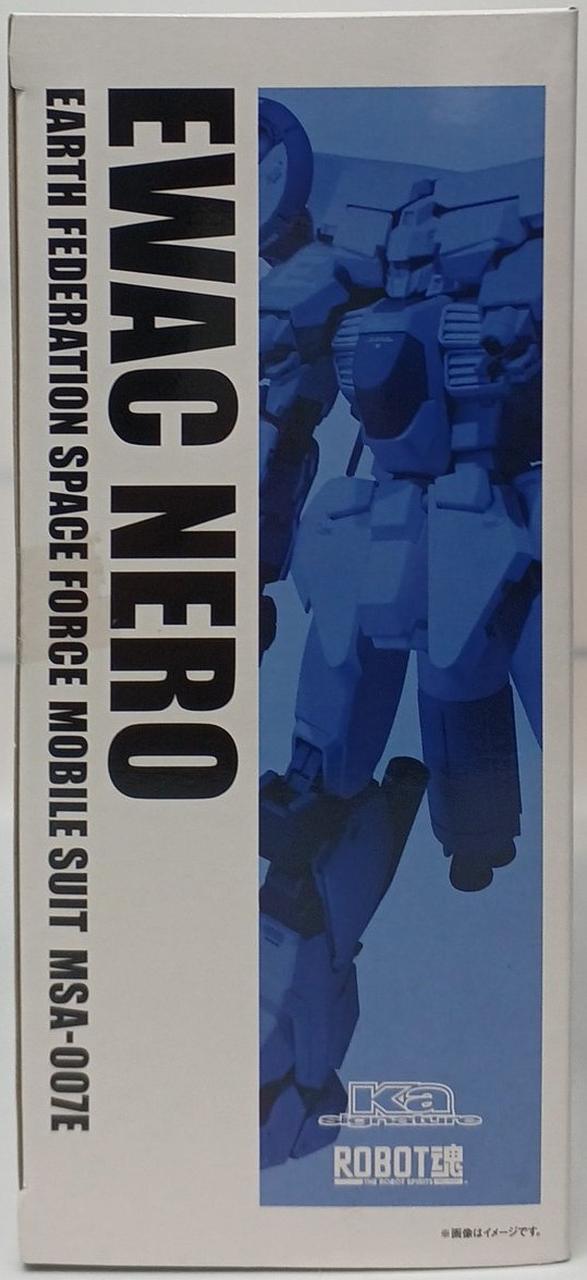 EWAC NERO
EARTH FEDERATION SPACE FORCE MOBILE SUIT MSA-007E
Ka
signature
ROBOT魂
THE ROBOT SPIRITS
※画像はイメージです。